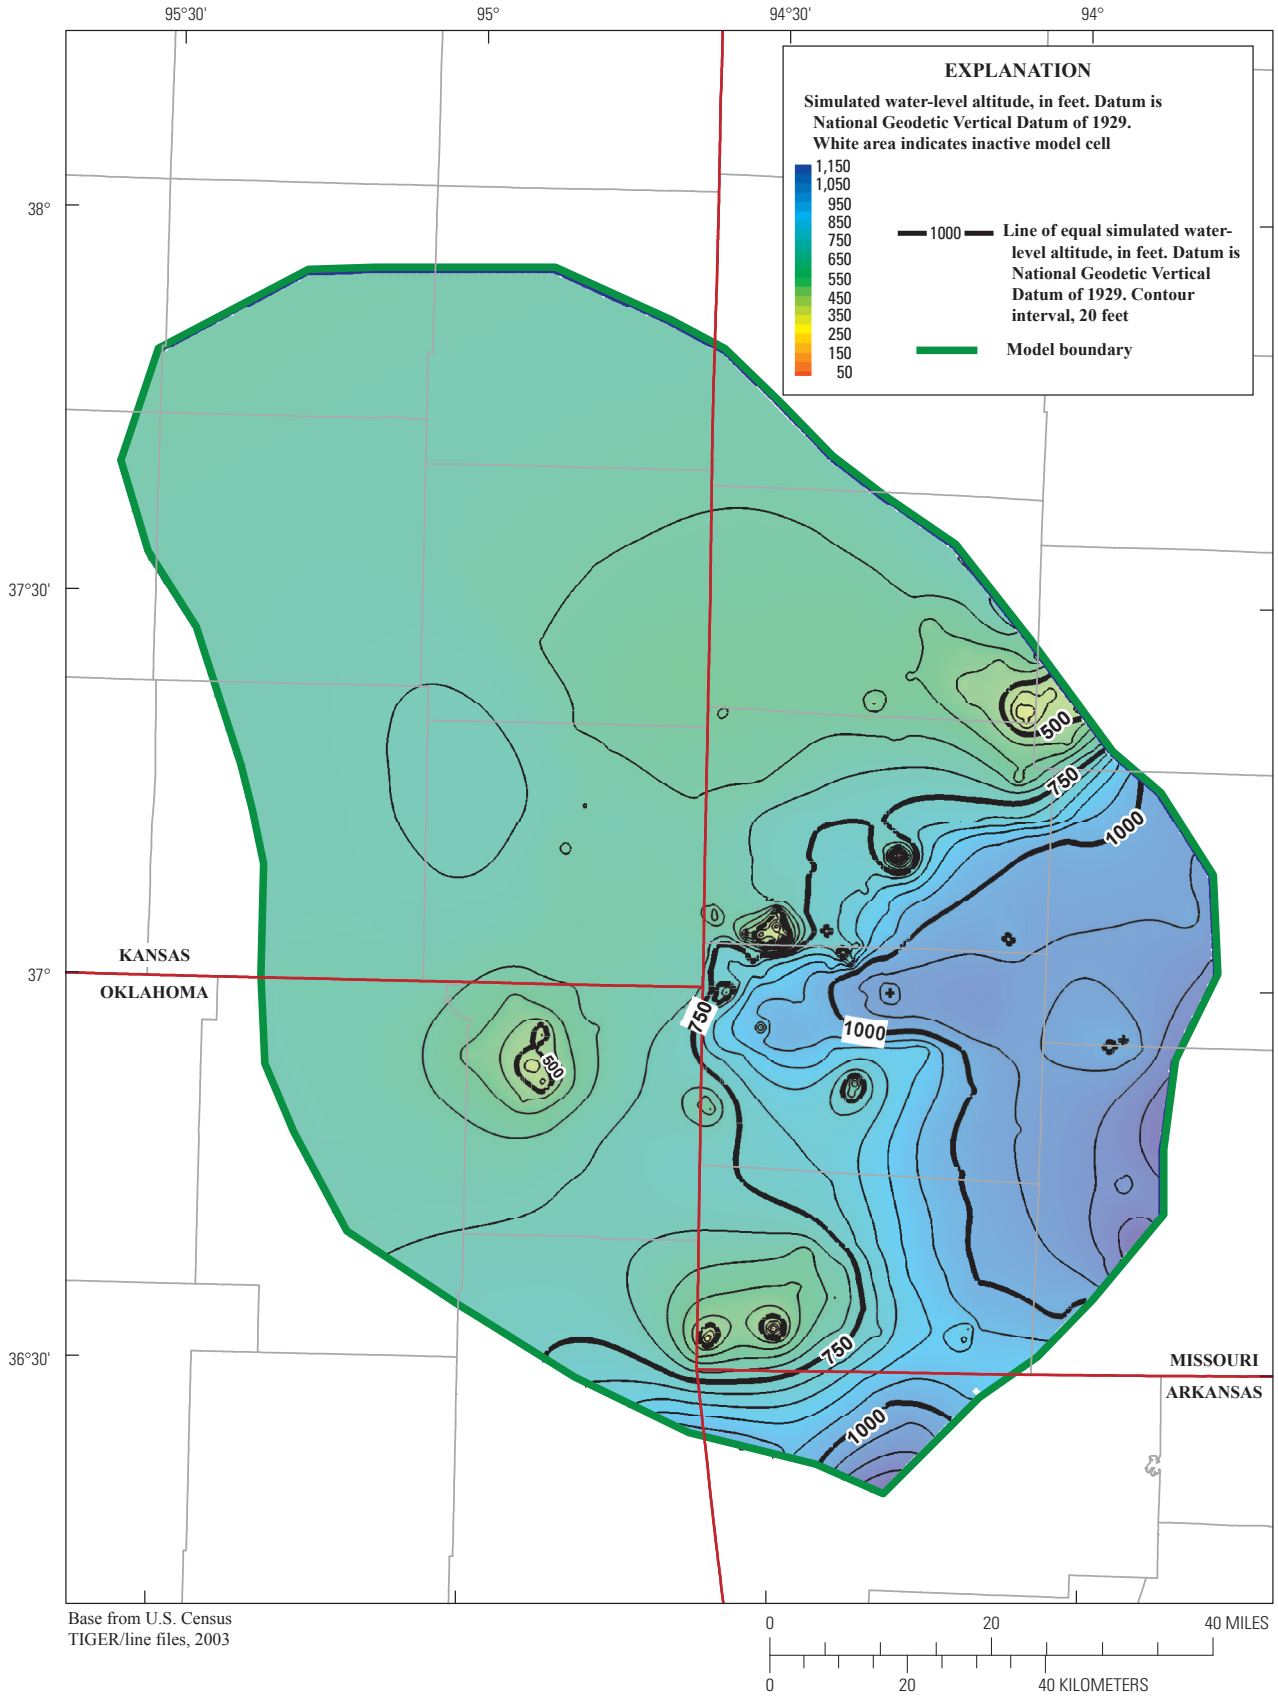 95°30'
95°
94°30'
94°
EXPLANATION
Simulated water-level altitude, in feet. Datum is
National Geodetic Vertical Datum of 1929.
White area indicates inactive model cell
1,150
1,050
950
850
750
650
550
450
350
250
150
50
1000
Line of equal simulated water-
level altitude, in feet. Datum is
National Geodetic Vertical
Datum of 1929. Contour
interval, 20 feet
Model boundary
38°
37°30'
37°
36°30'
500
750
1000
KANSAS
OKLAHOMA
750
1000
500
750
1000
MISSOURI
ARKANSAS
Base from U.S. Census
TIGER/line files, 2003
0 20 40 MILES
0 20 40 KILOMETERS